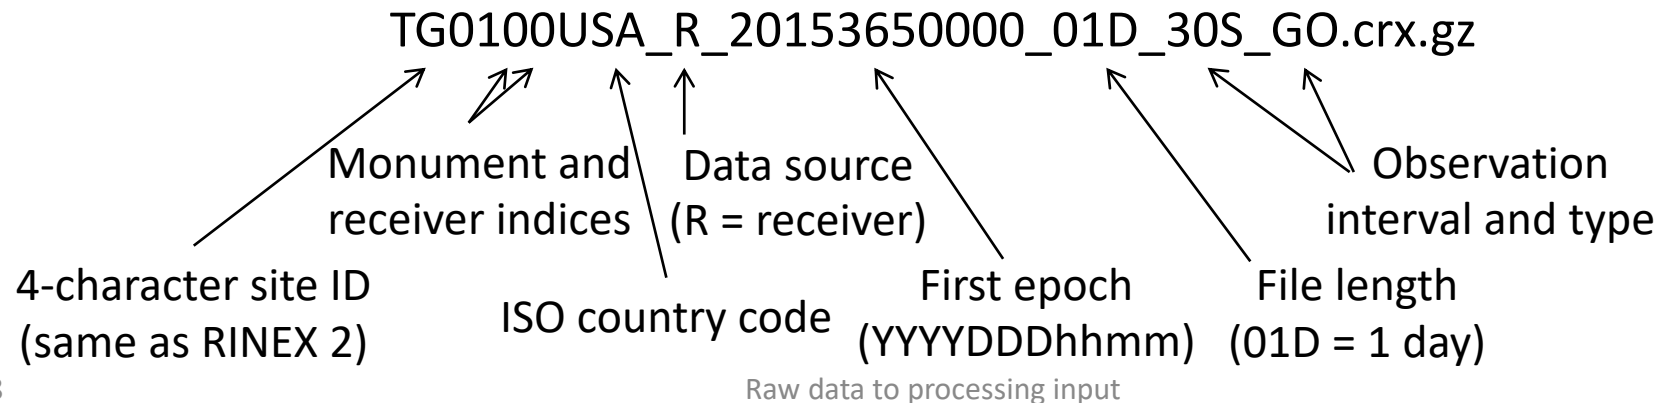 TG0100USA_R_20153650000_01D_30S_GO.crx.gz
Monument and
receiver indices
Data source
(R = receiver)
Observation
interval and type
4-character site ID
(same as RINEX 2)
ISO country code
First epoch
(YYYYDDDhhmm)
File length
(01D = 1 day)
Raw data to processing input